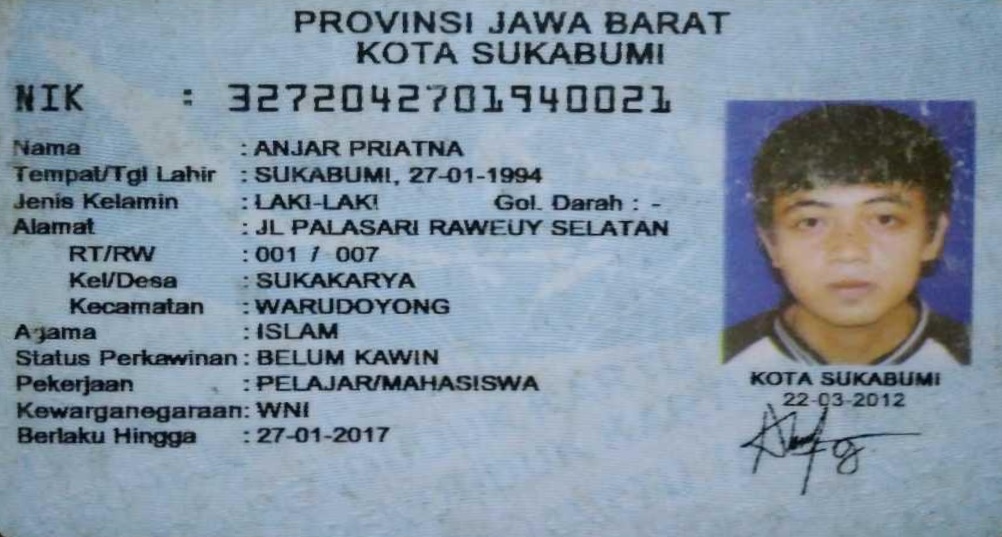 PROVINSI JAWA BARAT
KOTA SUKABUMI
NIK : 3272042701940021
Nama : ANJAR PRIATNA
Tempat/Tgl Lahir : SUKABUMI, 27-01-1994
Jenis Kelamin : LAKI-LAKI Gol. Darah : -
Alamat : JL PALASARI RAWEUY SELATAN
RT/RW : 001 / 007
Kel/Desa : SUKAKARYA
Kecamatan : WARUDOYONG
Agama : ISLAM
Status Perkawinan : BELUM KAWIN
Pekerjaan : PELAJAR/MAHASISWA
Kewarganegaraan: WNI
Berlaku Hingga : 27-01-2017
KOTA SUKABUMI
22-03-2012